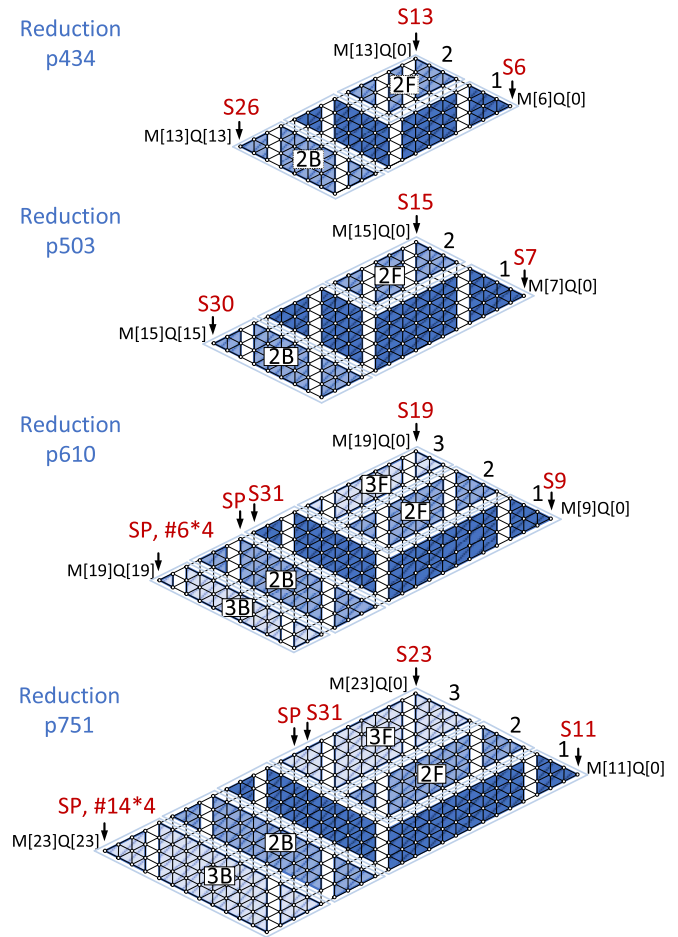 Reduction
p434
S13
2
2F
S6
1
M[6]Q[0]
S26
M[13]Q[0]
M[13]Q[13]
2B
Reduction
p503
S15
M[15]Q[0]
2
2F
S7
1
M[7]Q[0]
S30
M[15]Q[15]
2B
Reduction
p610
S19
M[19]Q[0]
3
3F
2
2F
S9
1
M[9]Q[0]
SP
S31
SP, #6*4
M[19]Q[19]
2B
3B
Reduction
p751
S23
M[23]Q[0]
3
3F
2
2F
S11
1
M[11]Q[0]
SP
S31
SP, #14*4
M[23]Q[23]
2B
3B